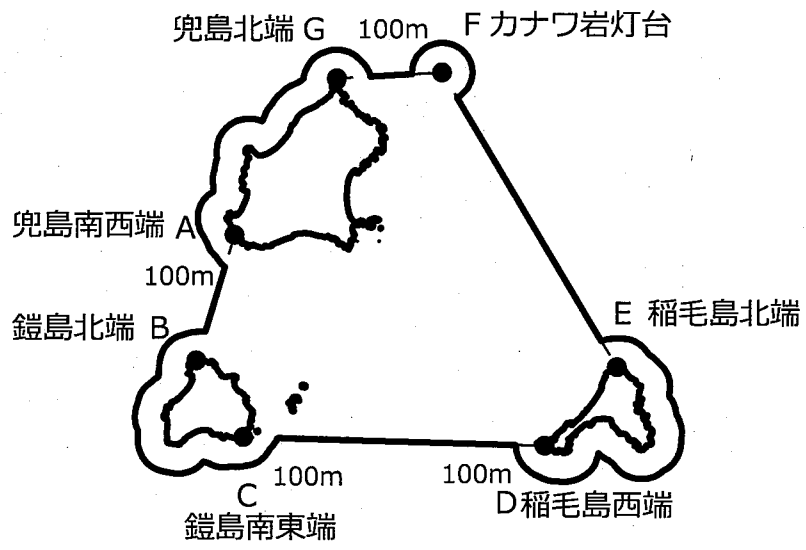 兜島北端 G
100m
F カナワ岩灯台
兜島南西端 A
100m
鎧島北端 B
E 稲毛島北端
100m
100m
C
鎧島南東端
D稲毛島西端